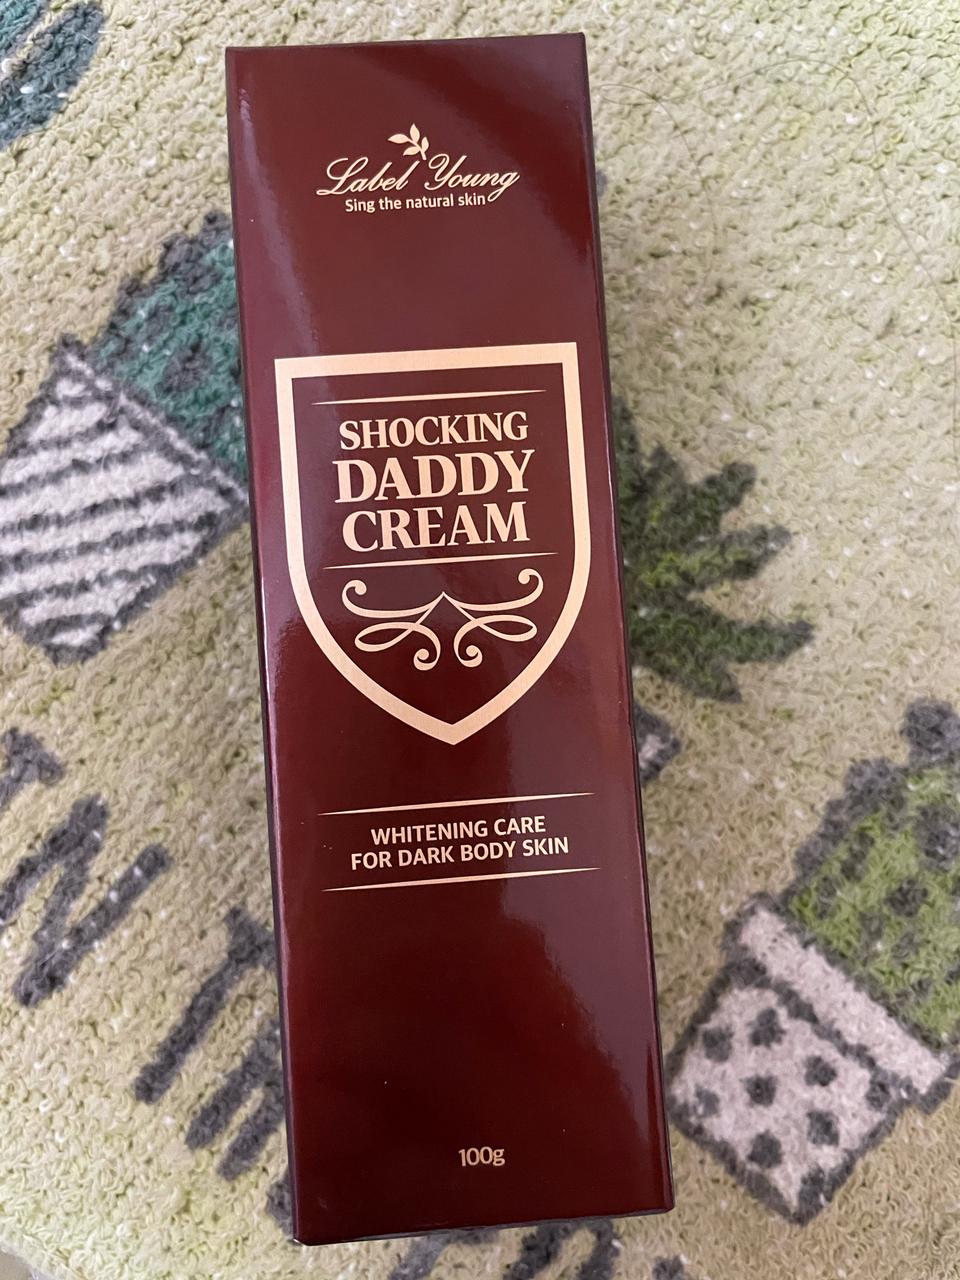 Label Young
Sing the natural skin
SHOCKING
DADDY
CREAM
WHITENING CARE
FOR DARK BODY SKIN
100g